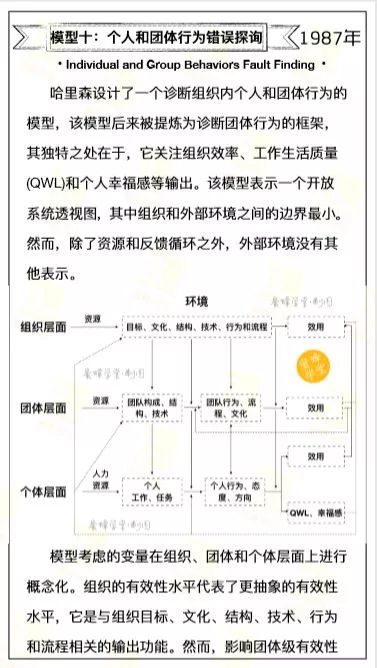 模型十：个人和团体行为错误探询
1987年
• Individual and Group Behaviors Fault Finding •
哈里森设计了一个诊断组织内个人和团体行为的
模型，该模型后来被提炼为诊断团体行为的框架，
其独特之处在于，它关注组织效率、工作生活质量
(QWL)和个人幸福感等输出。该模型表示一个开放
系统透视图，其中组织和外部环境之间的边界最小。
然而，除了资源和反馈循环之外，外部环境没有其
他表示。
环境
组织层面
资源
目标、文化、结构、技术、行为和流程
效用
团体层面
资源
团队构成、结
构、技术
团队行为、流
程、文化
效用
效用
个体层面
人力
资源
个人
工作、任务
个人行为、态
度、方向
QWL、幸福感
模型考虑的变量在组织、团体和个体层面上进行
概念化。组织的有效性水平代表了更抽象的有效性
水平，它是与组织目标、文化、结构、技术、行为
和流程相关的输出功能。然而，影响团体级有效性